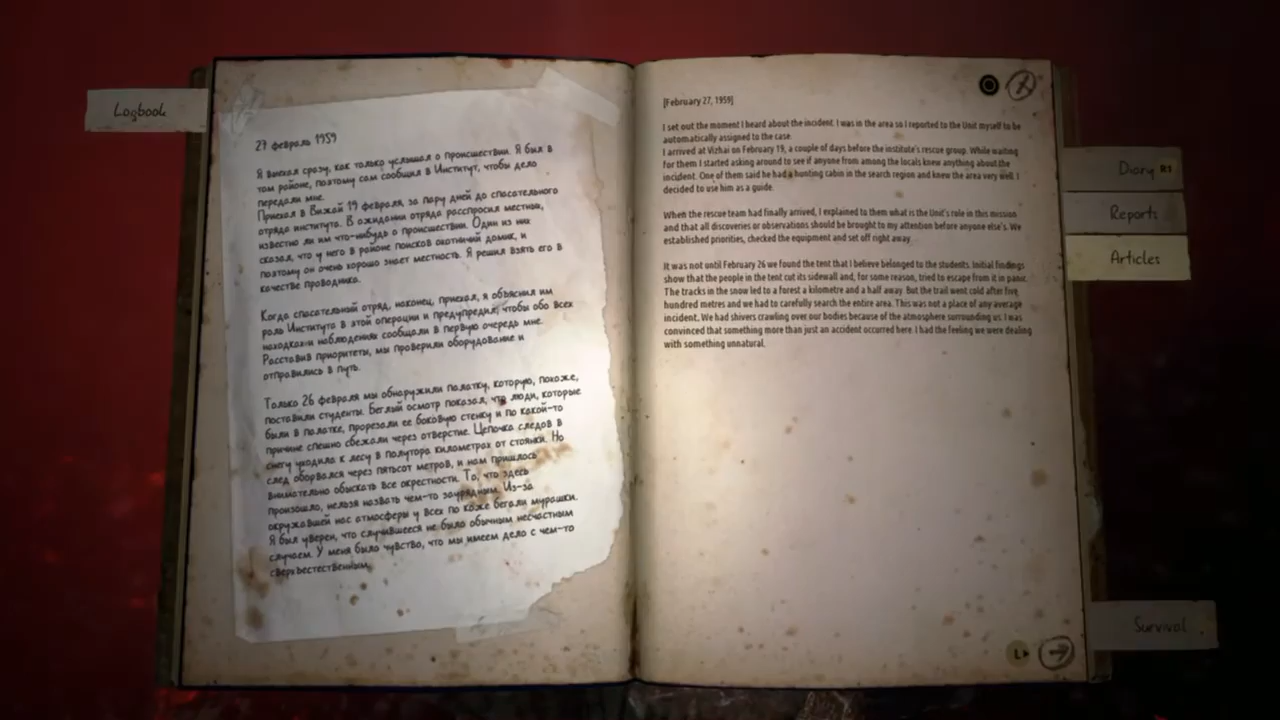 Logbook
27 февраля 1959
Я выехал сразу, как только услышал о происшествии. Я был в
том районе, поэтому сам сообщил в Институт, чтобы дело
передали мне.
Приехал в Вижай 19 февраля, за пару дней до спасательного
отряда института. В ожидании отряда расспросил местных,
известно ли им что-нибудь о происшествии. Один из них
сказал, что у него в районе поисков охотничий домик, и
поэтому он очень хорошо знает местность. Я решил взять его в
качестве проводника.
Когда спасательный отряд, наконец, приехал, я объяснил им
роль Института в этой операции и предупредил, чтобы обо всех
находках и наблюдениях сообщали в первую очередь мне.
Расставив приоритеты, мы проверили оборудование и
отправились в путь.
Только 26 февраля мы обнаружили палатку, которую, похоже,
поставили студенты. Беглый осмотр показал, что люди, которые
были в палатке, прорезали ее боковую стенку и по какой-то
причине спешно сбежали через отверстие. Цепочка следов в
снегу уходила к лесу в полутора километрах от стоянки. Но
след оборвался через пятьсот метров, и нам пришлось
внимательно обыскать все окрестности. То, что здесь
произошло, нельзя назвать чем-то заурядным. Из-за
окружавшей нас атмосферы у всех по коже бегали мурашки.
Я был уверен, что случившееся не было обычным несчастным
случаем. У меня было чувство, что мы имеем дело с чем-то
сверхъестественным.
[February 27, 1959]
I set out the moment I heard about the incident. I was in the area so I reported to the Unit myself to be
automatically assigned to the case.
I arrived at Vizhai on February 19, a couple of days before the institute's rescue group. While waiting
for them I started asking around to see if anyone from among the locals knew anything about the
incident. One of them said he had a hunting cabin in the search region and knew the area very well. I
decided to use him as a guide.
When the rescue team had finally arrived, I explained to them what is the Unit's role in this mission
and that all discoveries or observations should be brought to my attention before anyone else's. We
established priorities, checked the equipment and set off right away.
It was not until February 26 we found the tent that I believe belonged to the students. Initial findings
show that the people in the tent cut its sidewall and, for some reason, tried to escape from it in panic.
The tracks in the snow led to a forest a kilometre and a half away. But the trail went cold after five
hundred metres and we had to carefully search the entire area. This was not a place of any average
incident. We had shivers crawling over our bodies because of the atmosphere surrounding us. I was
convinced that something more than just an accident occurred here. I had the feeling we were dealing
with something unnatural.
Diary R1
Reports
Articles
Survival
L